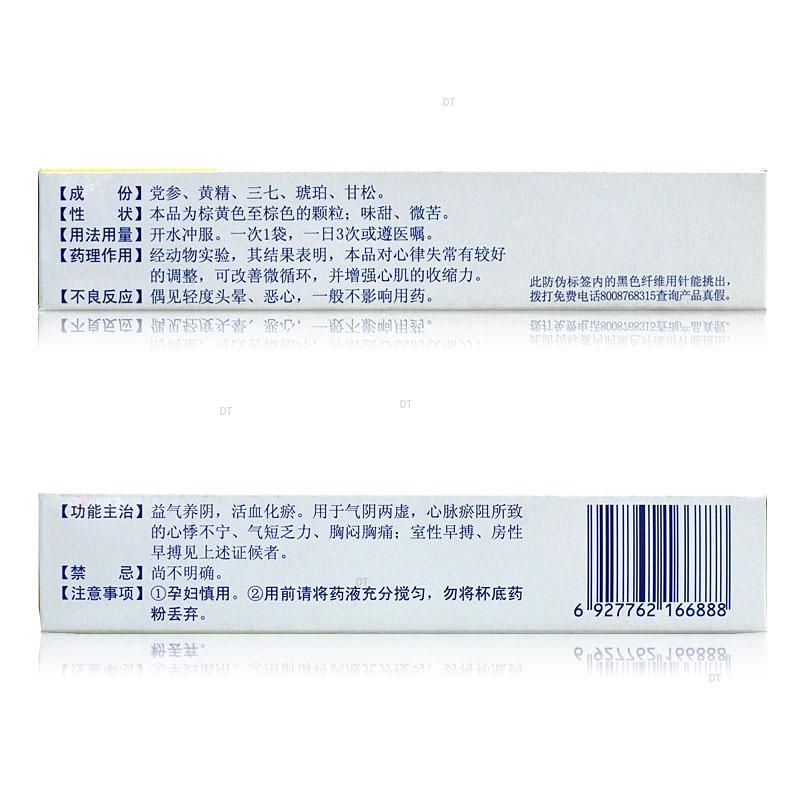 DT
【成　份】党参、黄精、三七、琥珀、甘松。
【性　状】本品为棕黄色至棕色的颗粒；味甜、微苦。
【用法用量】开水冲服。一次1袋，一日3次或遵医嘱。
【药理作用】经动物实验，其结果表明，本品对心律失常有较好
的调整，可改善微循环，并增强心肌的收缩力。
【不良反应】偶见轻度头晕、恶心，一般不影响用药。
此防伪标签内的黑色纤维用针能挑出，
拨打免费电话8008768315查询产品真假。
DT
DT
【功能主治】益气养阴，活血化瘀。用于气阴两虚，心脉瘀阻所致
的心悸不宁、气短乏力、胸闷胸痛；室性早搏、房性
早搏见上述证候者。
【禁　忌】尚不明确。
【注意事项】①孕妇慎用。②用前请将药液充分搅匀，勿将杯底药
粉丢弃。
DT
6 927762 166888
DT